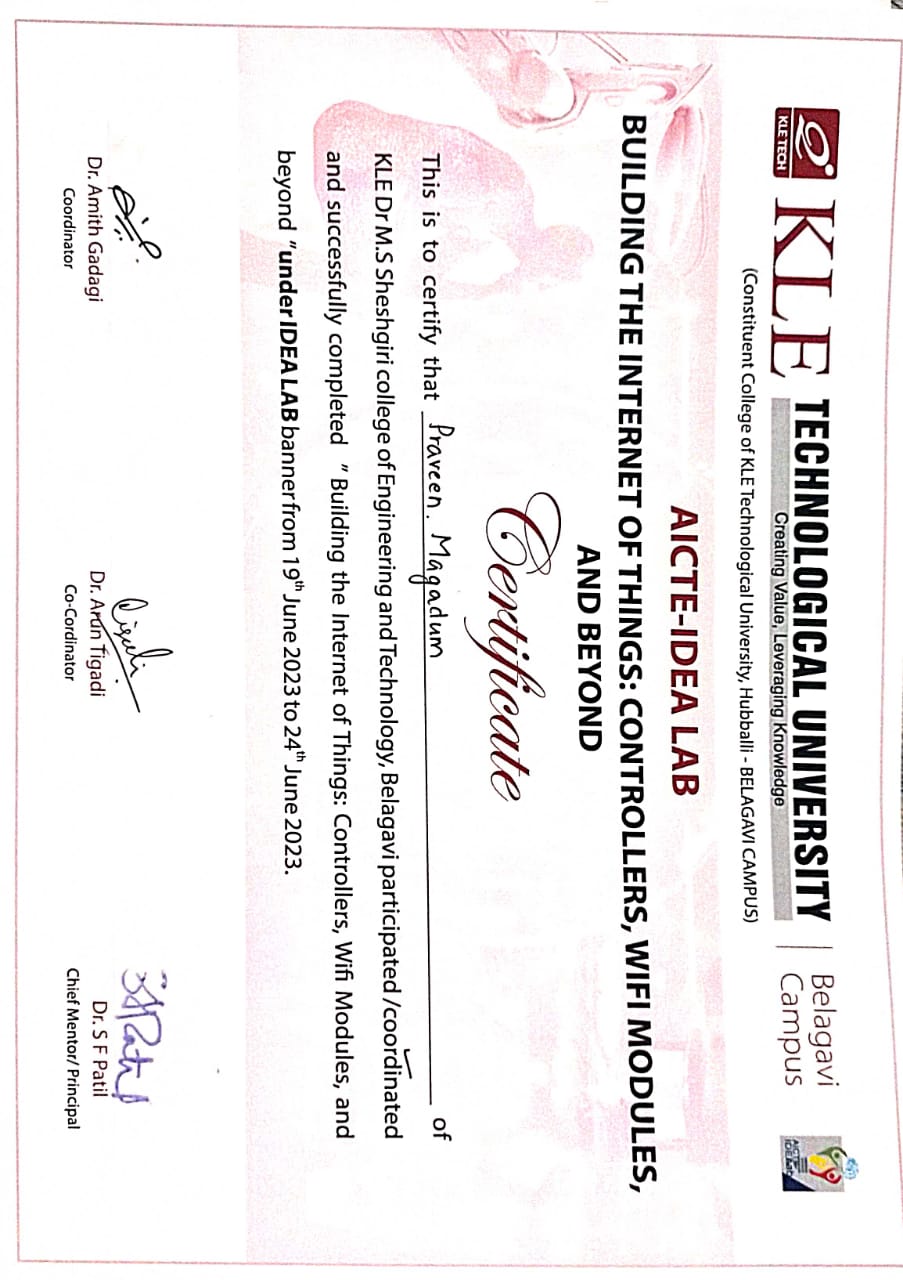 KLE TECH
KLE TECHNOLOGICAL UNIVERSITY
Creating Value, Leveraging Knowledge
Belagavi
Campus
AICTE
IDEA Lab
(Constituent College of KLE Technological University, Hubballi - BELAGAVI CAMPUS)
AICTE-IDEA LAB
BUILDING THE INTERNET OF THINGS: CONTROLLERS, WIFI MODULES,
AND BEYOND
Certificate
This is to certify that Praveen. Magadum of
KLE Dr M.S Sheshgiri college of Engineering and Technology, Belagavi participated /coordinated
and successfully completed " Building the Internet of Things: Controllers, Wifi Modules, and
beyond "under IDEA LAB banner from 19th June 2023 to 24th June 2023.
Dr. Amith Gadagi
Coordinator
Dr. Arun Tigadi
Co-Cordinator
Dr. S F Patil
Chief Mentor/ Principal